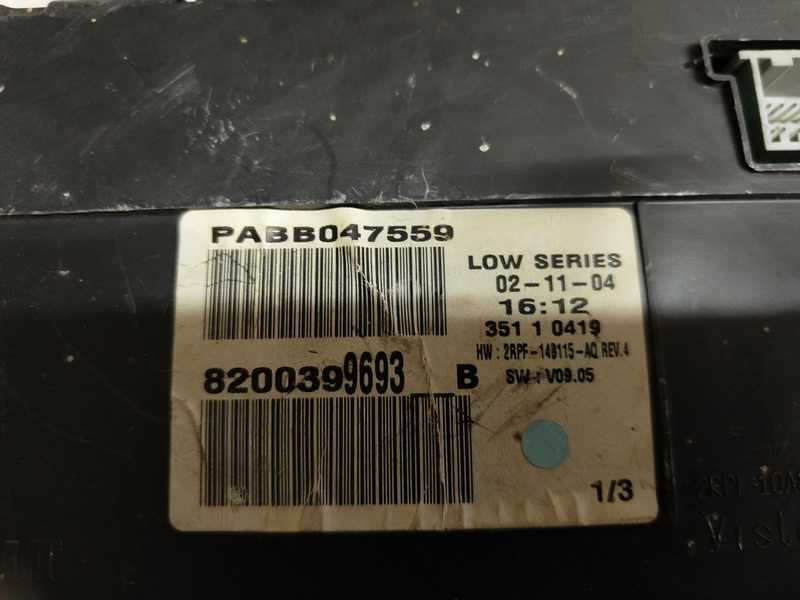 PABB047559
LOW SERIES
02-11-04
16:12
351 1 0419
HW : 2RPF-14B115-AQ REV.4
8200399693 B
SW : V09.05
1/3